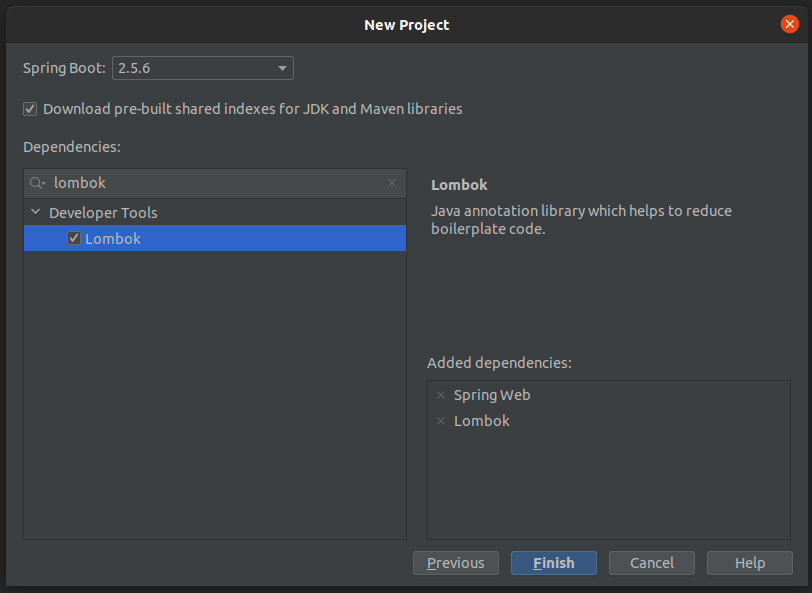 New Project
Spring Boot: 2.5.6
Download pre-built shared indexes for JDK and Maven libraries
Dependencies:
lombok
Developer Tools
Lombok
Lombok
Java annotation library which helps to reduce
boilerplate code.
Added dependencies:
Spring Web
Lombok
Previous Finish Cancel Help